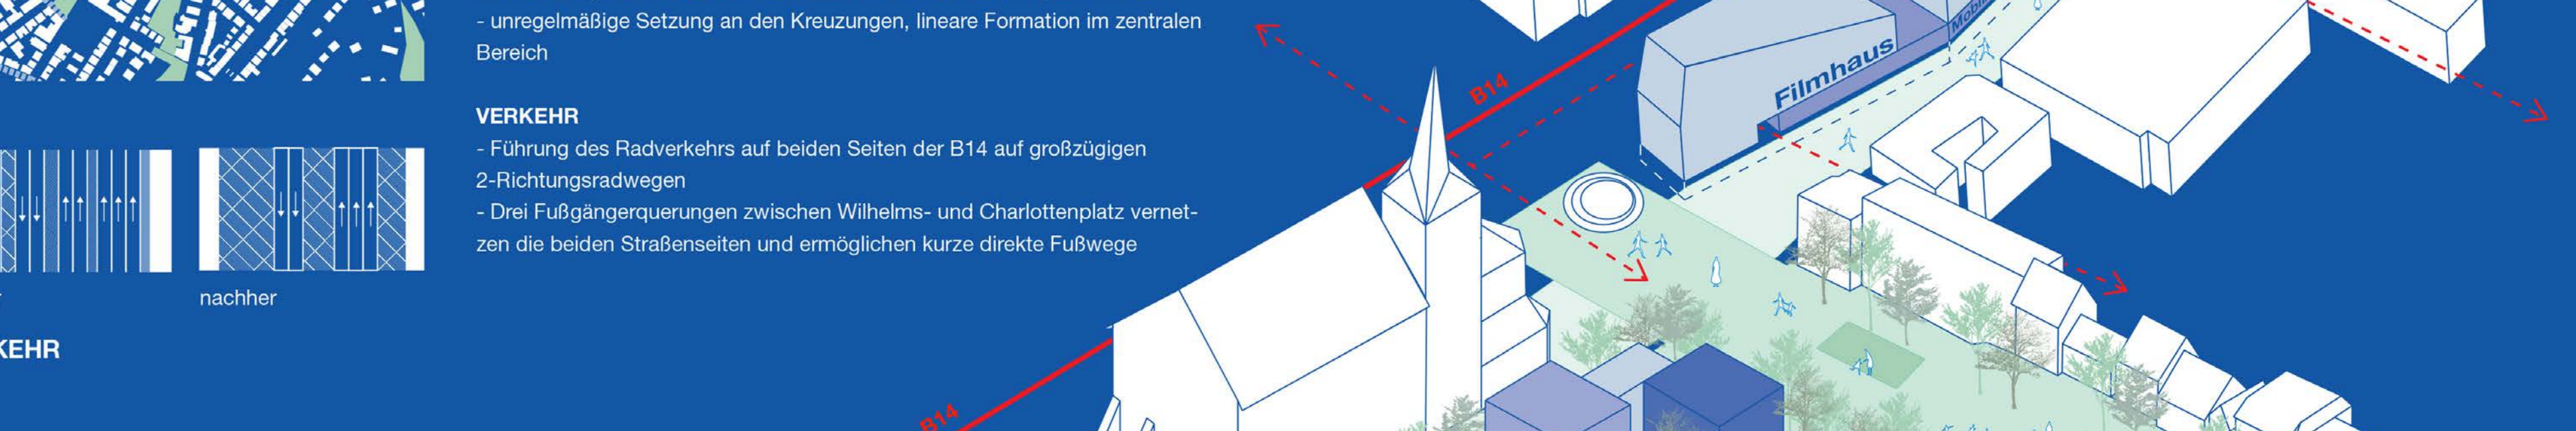 - unregelmäßige Setzung an den Kreuzungen, lineare Formation im zentralen
Bereich
VERKEHR
- Führung des Radverkehrs auf beiden Seiten der B14 auf großzügigen
2-Richtungsradwegen
- Drei Fußgängerquerungen zwischen Wilhelms- und Charlottenplatz vernet-
zen die beiden Straßenseiten und ermöglichen kurze direkte Fußwege
nachher
KEHR
B14
B14
Filmhaus